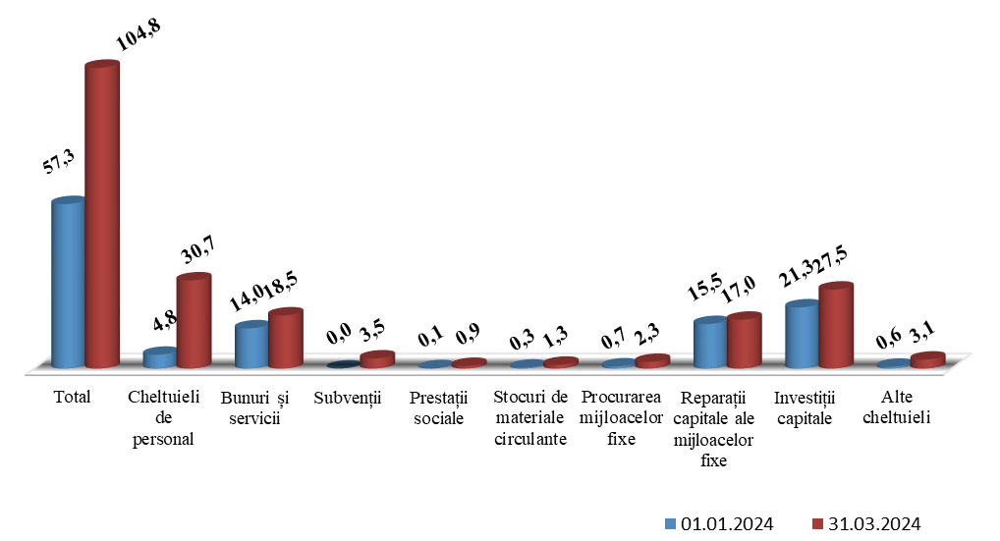 104,8
57,3
4,8
30,7
14,0
18,5
0,0
3,5
0,1
0,9
0,3
1,3
0,7
2,3
15,5
17,0
21,3
27,5
0,6
3,1
Total
Cheltuieli
de
personal
Bunuri și
servicii
Subvenții
Prestații
sociale
Stocuri de
materiale
circulante
Procurarea
mijloacelor
fixe
Reparații
capitale ale
mijloacelor
fixe
Investiții
capitale
Alte
cheltuieli
01.01.2024
31.03.2024